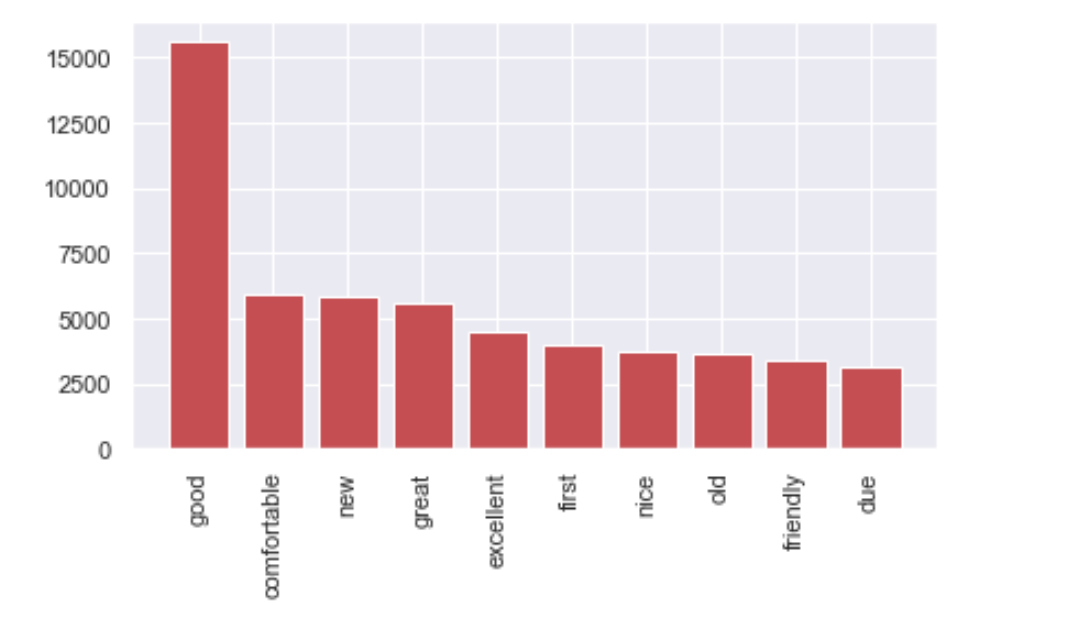 15000
12500
10000
7500
5000
2500
0
good
comfortable
new
great
excellent
first
nice
old
friendly
due